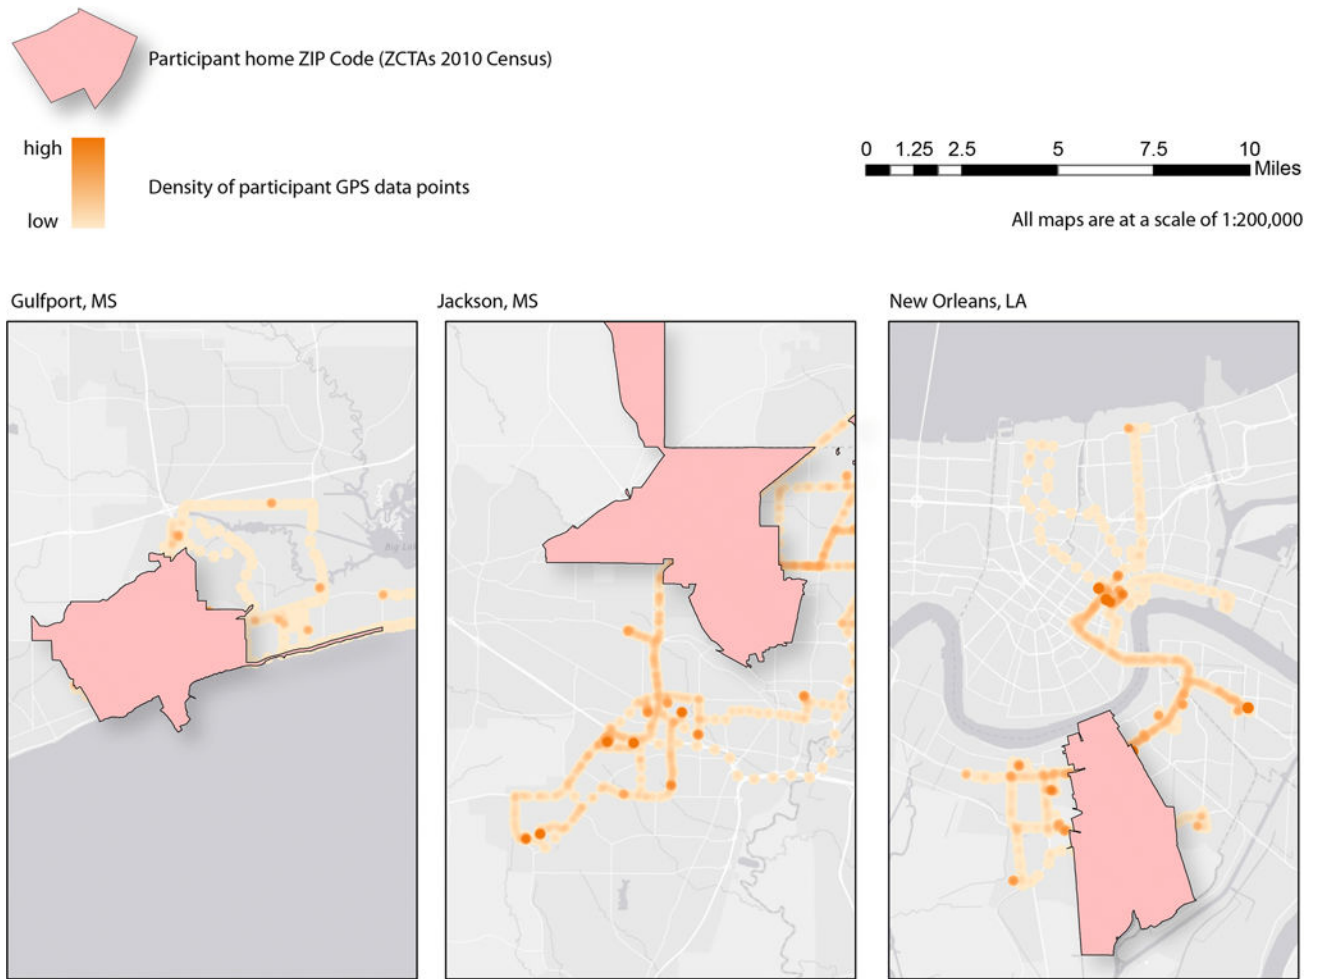 Participant home ZIP Code (ZCTAs 2010 Census)
high
Density of participant GPS data points
low
0 1.25 2.5 5 7.5 10
Miles
All maps are at a scale of 1:200,000
Gulfport, MS
Jackson, MS
New Orleans, LA